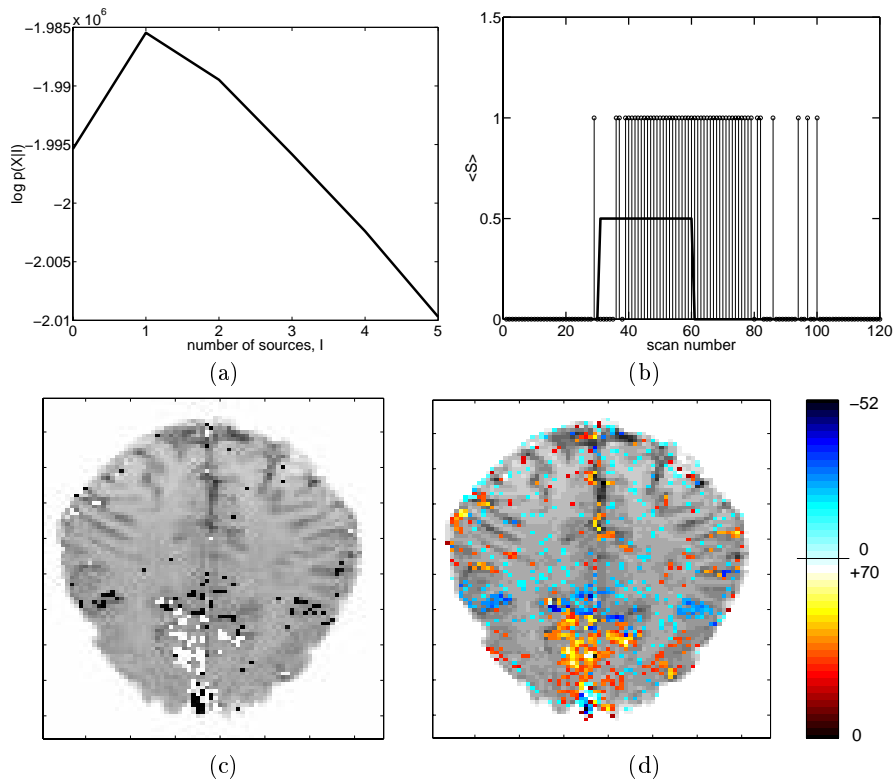 x 10^6
−1.985
−1.99
−1.995
−2
−2.005
−2.01
log p(X|I)
0 1 2 3 4 5
number of sources, I
(a)
1.5
1
0.5
0
<S>
0 20 40 60 80 100 120
scan number
(b)
−52
0
+70
0
(c)
(d)